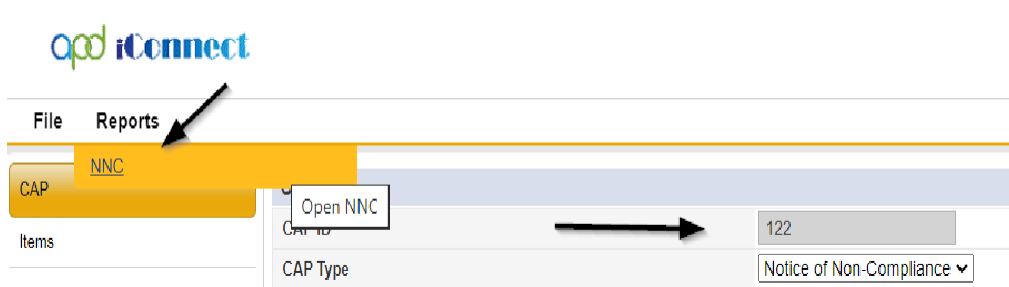 apd iConnect
File Reports
NNC
CAP
Open NNC
CAP ID 122
Items
CAP Type Notice of Non-Compliance